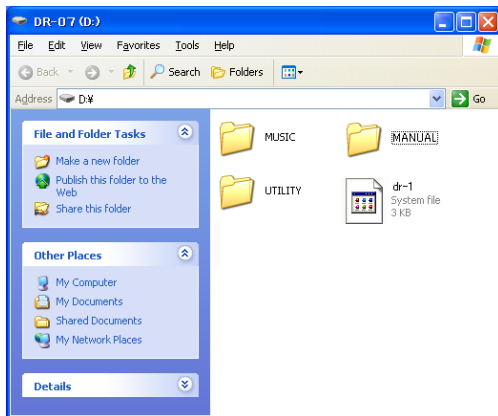 DR-07 (D:)
File Edit View Favorites Tools Help
Back Search Folders
Address D:¥ Go
File and Folder Tasks
Make a new folder
Publish this folder to the
Web
Share this folder
Other Places
My Computer
My Documents
Shared Documents
My Network Places
Details
MUSIC MANUAL
UTILITY dr-1
System file
3 KB